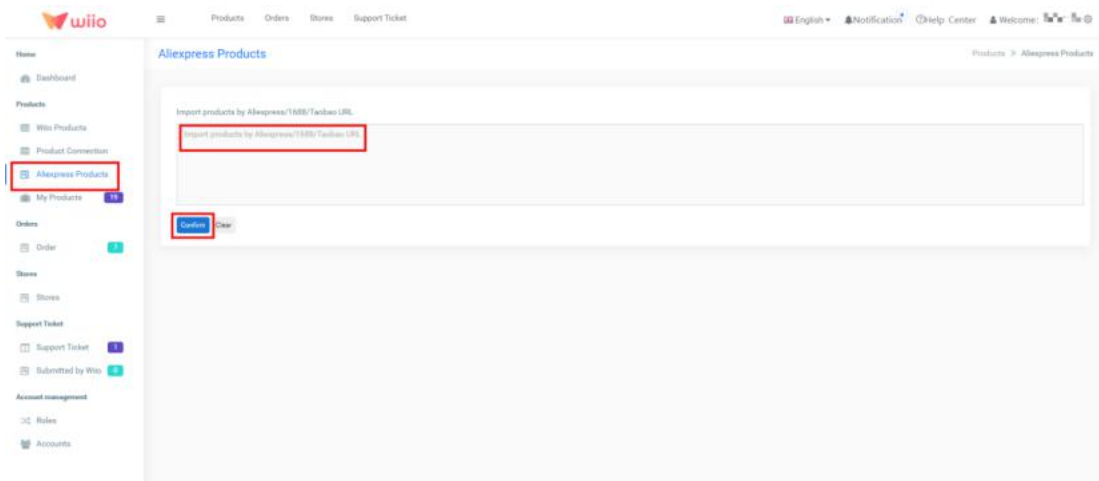 wiio
Products Orders Stores Support Ticket
English Notification Help Center Welcome:
Home
Dashboard
Products
Wiio Products
Product Connection
Aliexpress Products
My Products 19
Orders
Order
Stores
Stores
Support Ticket
Support Ticket 1
Submitted by Wiio 0
Account management
Roles
Accounts
Aliexpress Products
Products > Aliexpress Products
Import products by Aliexpress/1688/Taobao URL
Import products by Aliexpress/1688/Taobao URL
Confirm Clear